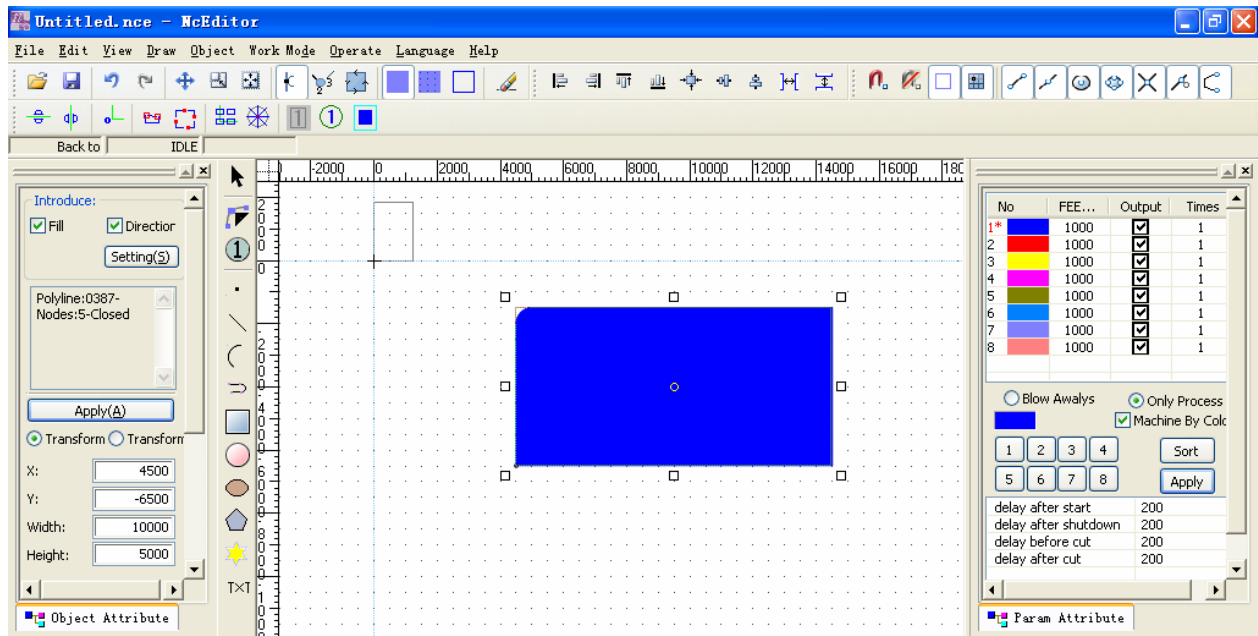 Untitled.nce - NcEditor
File Edit View Draw Object Work Mode Operate Language Help
1 1
Back to IDLE
Introduce:
Fill Direction
Setting(S)
Polyline:0387-
Nodes:5-Closed
Apply(A)
Transform Transform
X: 4500
Y: -6500
Width: 10000
Height: 5000
Object Attribute
1
T×T
-2000 0 2000 4000 6000 8000 10000 12000 14000 16000 180
No FEE... Output Times
1* 1000 1
2 1000 1
3 1000 1
4 1000 1
5 1000 1
6 1000 1
7 1000 1
8 1000 1
Blow Awalys Only Process
Machine By Colo
1 2 3 4 Sort
5 6 7 8 Apply
delay after start 200
delay after shutdown 200
delay before cut 200
delay after cut 200
Param Attribute